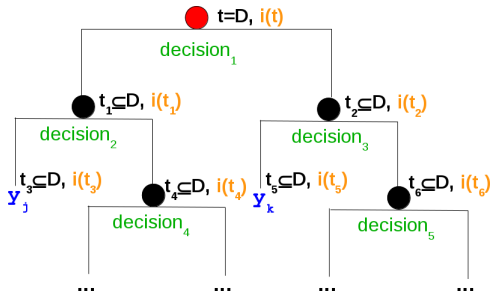 t=D, i(t)
decision₁
t₁⊆D, i(t₁)
t₂⊆D, i(t₂)
decision₂
decision₃
t₃⊆D, i(t₃)
t₄⊆D, i(t₄)
t₅⊆D, i(t₅)
t₆⊆D, i(t₆)
yⱼ
yₖ
decision₄
decision₅
... ... ... ...